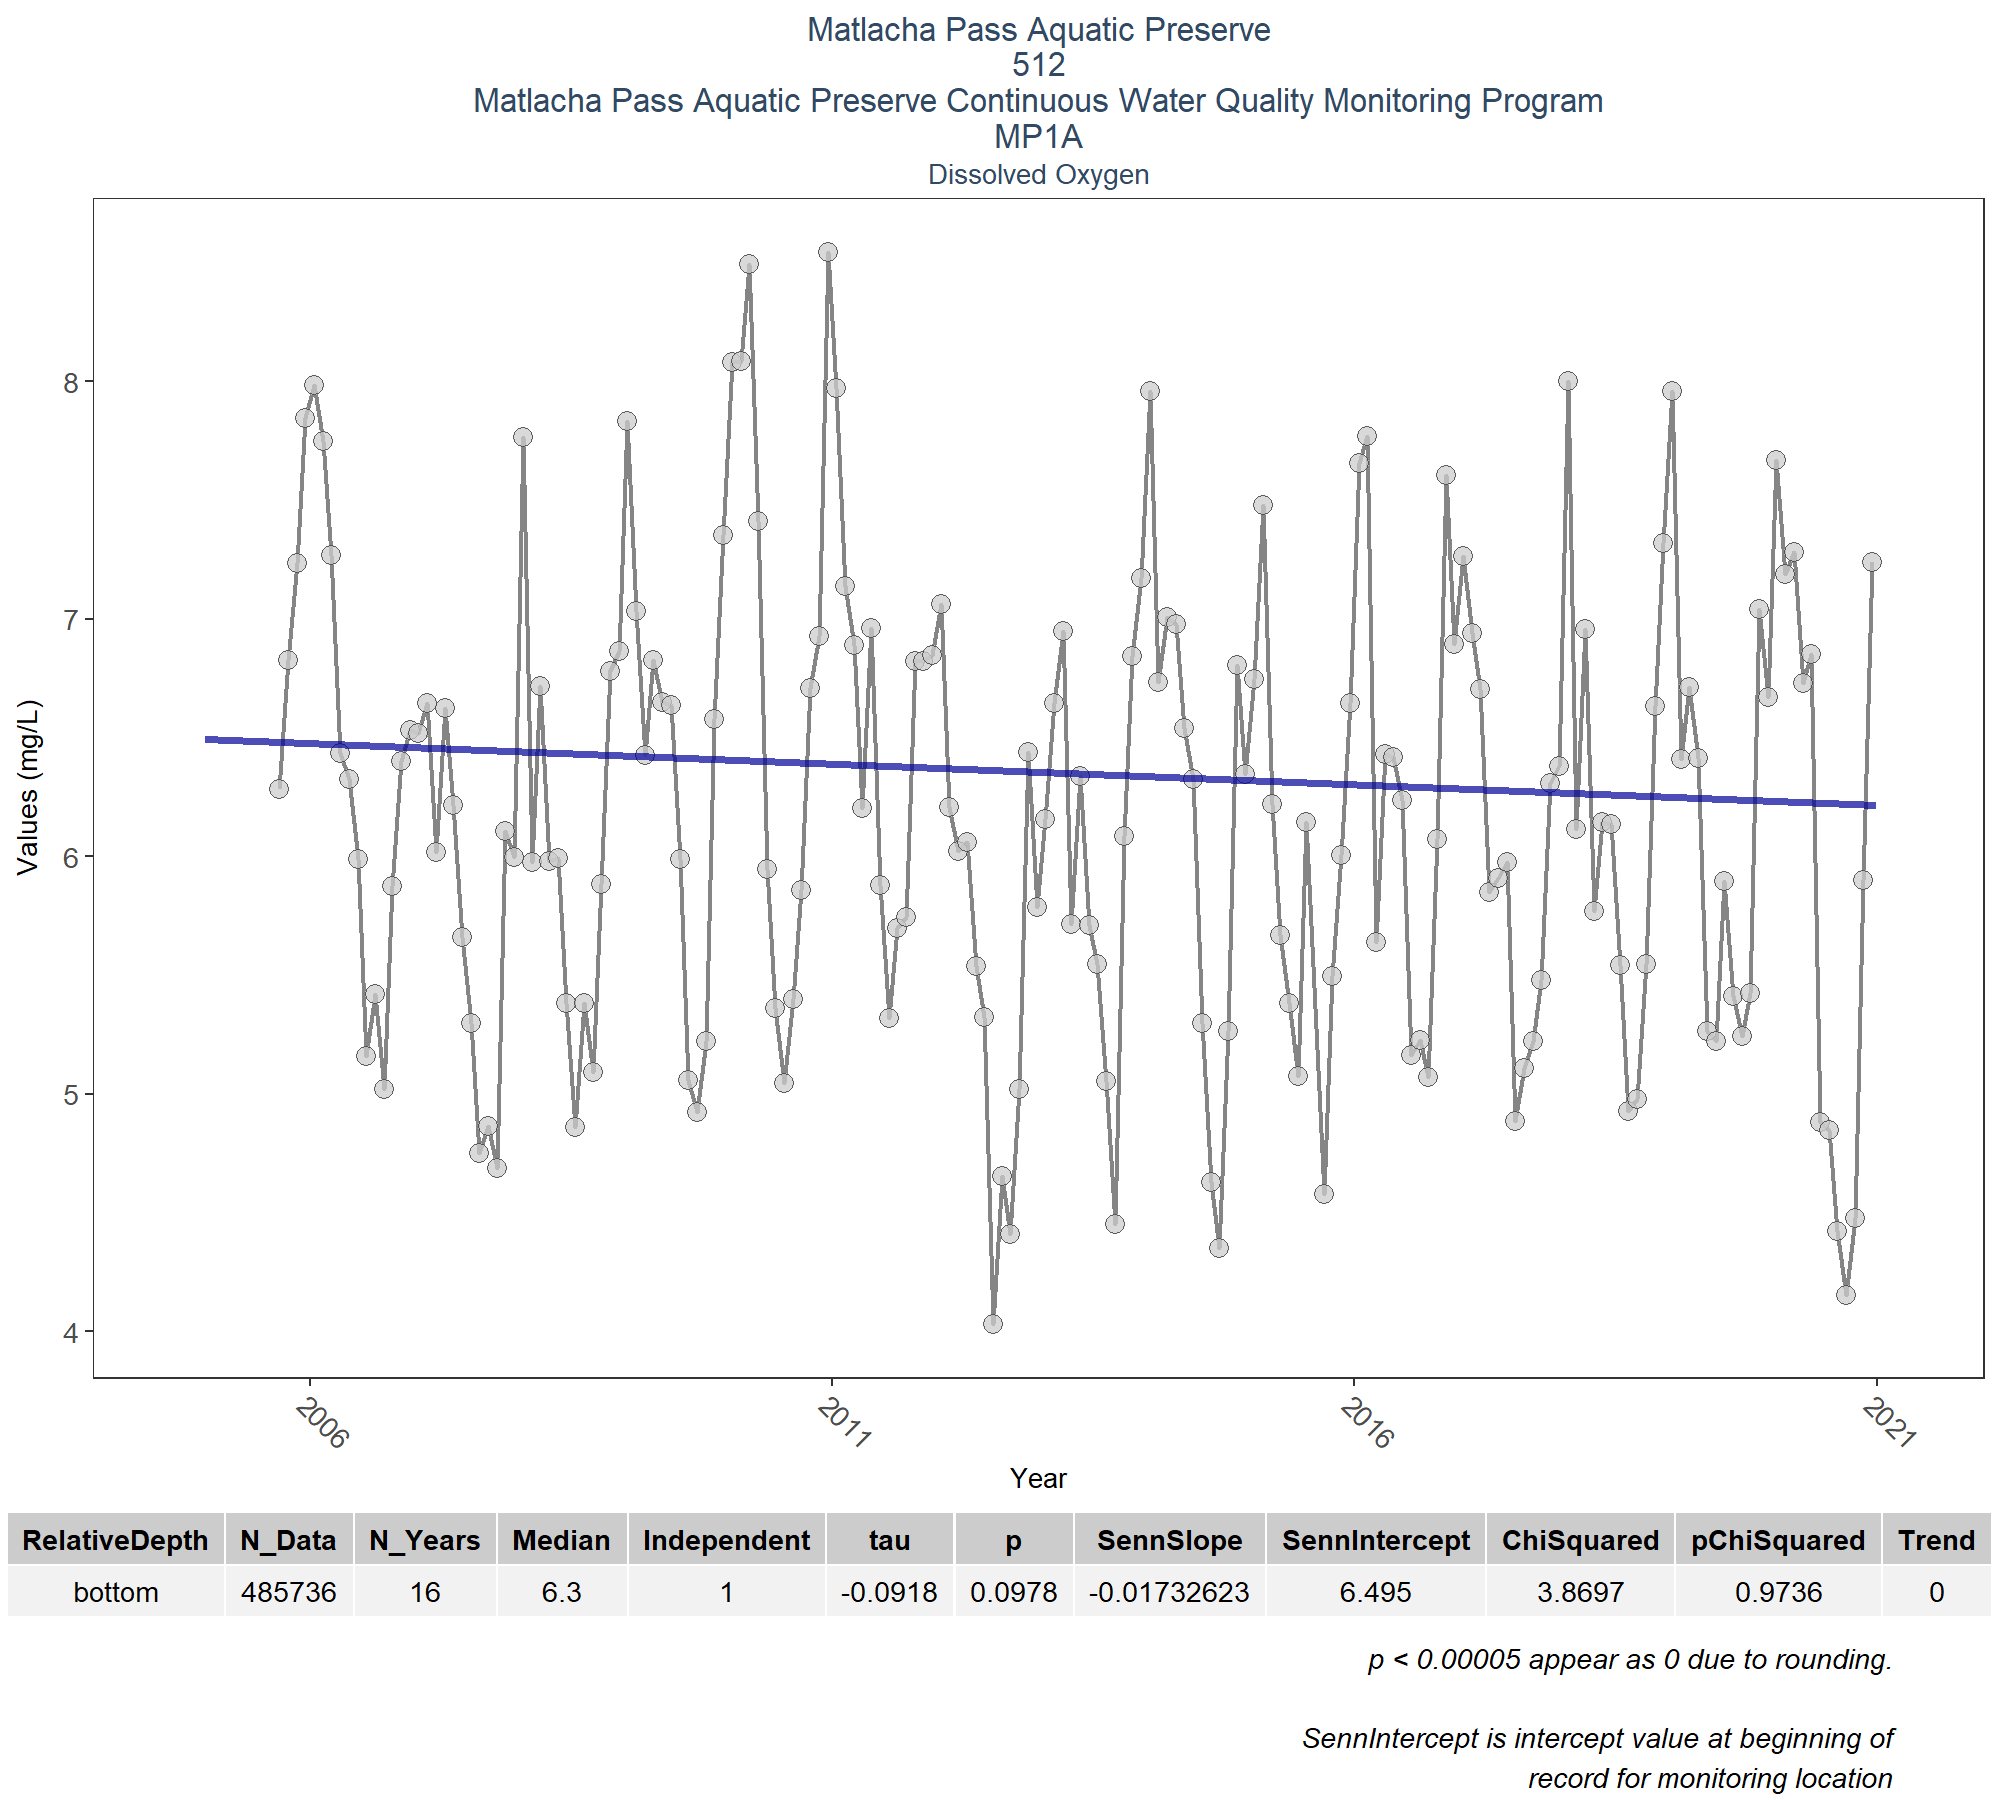 Matlacha Pass Aquatic Preserve
512
Matlacha Pass Aquatic Preserve Continuous Water Quality Monitoring Program
MP1A
Dissolved Oxygen
Values (mg/L)
8
7
6
5
4
2006 2011 2016 2021
Year
RelativeDepth N_Data N_Years Median Independent tau p SennSlope SennIntercept ChiSquared pChiSquared Trend
bottom 485736 16 6.3 1 -0.0918 0.0978 -0.01732623 6.495 3.8697 0.9736 0
p < 0.00005 appear as 0 due to rounding.
SennIntercept is intercept value at beginning of
record for monitoring location